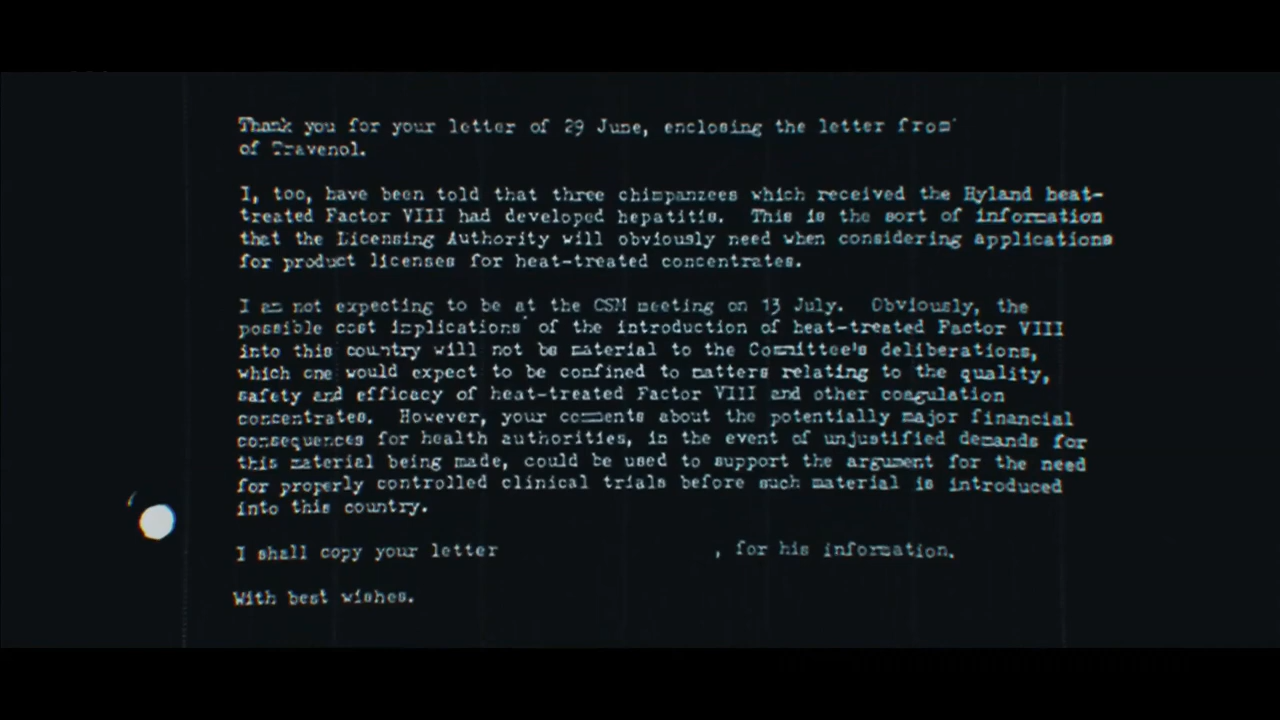 Thank you for your letter of 29 June, enclosing the letter from
of Travenol.
I, too, have been told that three chimpanzees which received the Hyland heat-
treated Factor VIII had developed hepatitis. This is the sort of information
that the Licensing Authority will obviously need when considering applications
for product licenses for heat-treated concentrates.
I am not expecting to be at the CSM meeting on 13 July. Obviously, the
possible cost implications of the introduction of heat-treated Factor VIII
into this country will not be material to the Committee's deliberations,
which one would expect to be confined to matters relating to the quality,
safety and efficacy of heat-treated Factor VIII and other coagulation
concentrates. However, your comments about the potentially major financial
consequences for health authorities, in the event of unjustified demands for
this material being made, could be used to support the argument for the need
for properly controlled clinical trials before such material is introduced
into this country.
I shall copy your letter , for his information.
With best wishes.